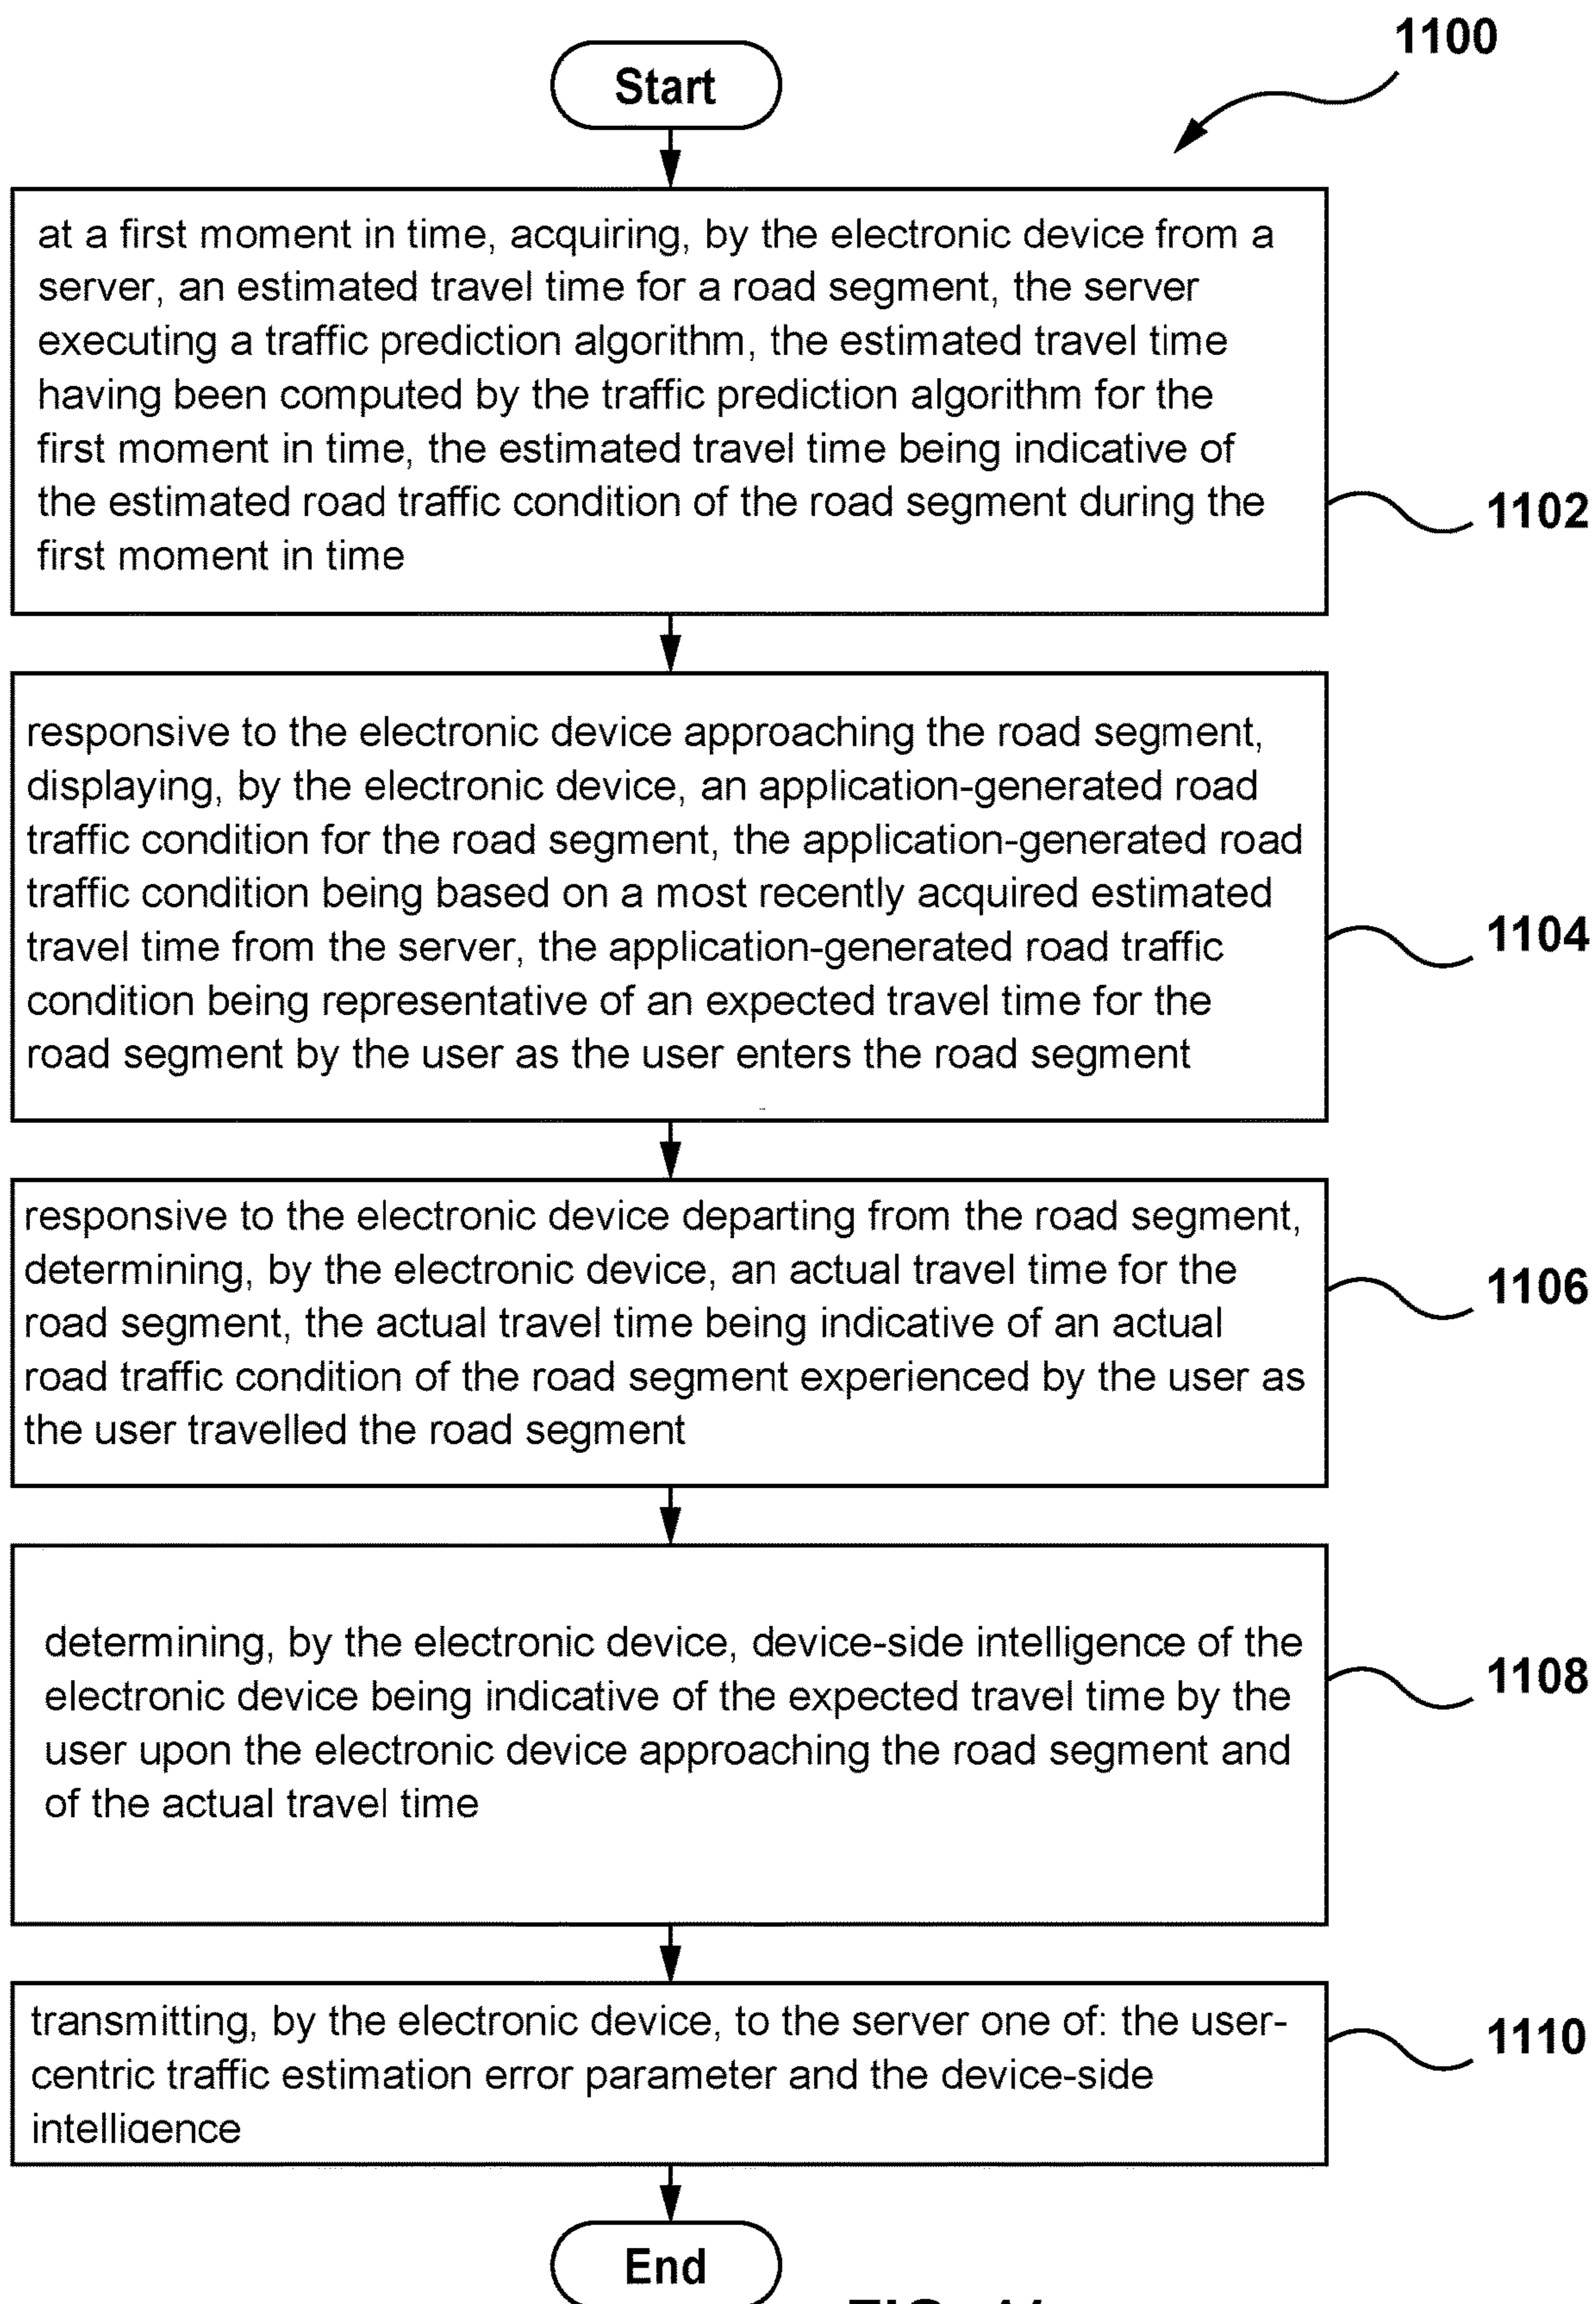 1100
Start
at a first moment in time, acquiring, by the electronic device from a
server, an estimated travel time for a road segment, the server
executing a traffic prediction algorithm, the estimated travel time
having been computed by the traffic prediction algorithm for the
first moment in time, the estimated travel time being indicative of
the estimated road traffic condition of the road segment during the
first moment in time
1102
responsive to the electronic device approaching the road segment,
displaying, by the electronic device, an application-generated road
traffic condition for the road segment, the application-generated road
traffic condition being based on a most recently acquired estimated
travel time from the server, the application-generated road traffic
condition being representative of an expected travel time for the
road segment by the user as the user enters the road segment
1104
responsive to the electronic device departing from the road segment,
determining, by the electronic device, an actual travel time for the
road segment, the actual travel time being indicative of an actual
road traffic condition of the road segment experienced by the user as
the user travelled the road segment
1106
determining, by the electronic device, device-side intelligence of the
electronic device being indicative of the expected travel time by the
user upon the electronic device approaching the road segment and
of the actual travel time
1108
transmitting, by the electronic device, to the server one of: the user-
centric traffic estimation error parameter and the device-side
intelligence
1110
End